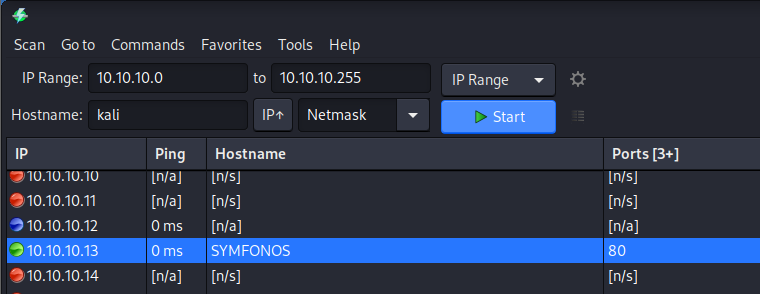 Scan Go to Commands Favorites Tools Help
IP Range: 10.10.10.0 to 10.10.10.255 IP Range
Hostname: kali IP↑ Netmask Start
IP Ping Hostname Ports [3+]
10.10.10.10 [n/a] [n/s] [n/s]
10.10.10.11 [n/a] [n/s] [n/s]
10.10.10.12 0 ms [n/a] [n/a]
10.10.10.13 0 ms SYMFONOS 80
10.10.10.14 [n/a] [n/s] [n/s]